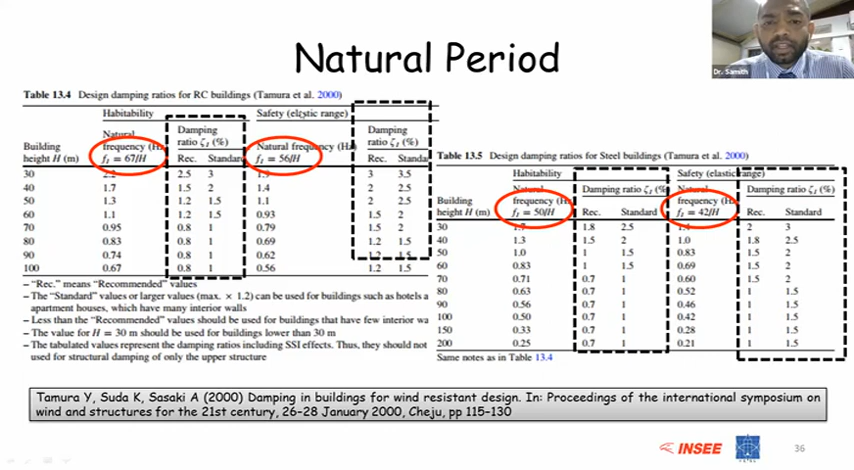 Natural Period
Dr. Samith
Table 13.4 Design damping ratios for RC buildings (Tamura et al. 2000)
Habitability Safety (elastic range)
Building height H (m) Natural frequency (Hz) f₁ = 67/H Damping ratio ζ₁ (%) Natural frequency (Hz) f₁ = 56/H Damping ratio ζ₁ (%)
Rec. Standard Rec. Standa
30 2.2 2.5 3 1.9 3 3.5
40 1.7 1.5 2 1.4 2 2.5
50 1.3 1.2 1.5 1.1 2 2.5
60 1.1 1.2 1.5 0.93 1.5 2
70 0.95 0.8 1 0.79 1.5 2
80 0.83 0.8 1 0.69 1.2 1.5
90 0.74 0.8 1 0.62 1.2 1.5
100 0.67 0.8 1 0.56 1.2 1.5
– "Rec." means "Recommended" values
– The "Standard" values or larger values (max. × 1.2) can be used for buildings such as hotels a
apartment houses, which have many interior walls
– Less than the "Recommended" values should be used for buildings that have few interior wa
– The value for H = 30 m should be used for buildings lower than 30 m
– The tabulated values represent the damping ratios including SSI effects. Thus, they should not
used for structural damping of only the upper structure
Table 13.5 Design damping ratios for Steel buildings (Tamura et al. 2000)
Habitability Safety (elastic range)
Building height H (m) Natural frequency (Hz) f₁ = 50/H Damping ratio ζ₁ (%) Natural frequency (Hz) f₁ = 42/H Damping ratio ζ₁ (%)
Rec. Standard Rec. Standard
30 1.7 1.8 2.5 1.4 2 3
40 1.3 1.5 2 1.0 1.8 2.5
50 1.0 1 1.5 0.83 1.5 2
60 0.83 1 1.5 0.69 1.5 2
70 0.71 0.7 1 0.60 1.5 2
80 0.63 0.7 1 0.52 1 1.5
90 0.56 0.7 1 0.46 1 1.5
100 0.50 0.7 1 0.42 1 1.5
150 0.33 0.7 1 0.28 1 1.5
200 0.25 0.7 1 0.21 1 1.5
Same notes as in Table 13.4
Tamura Y, Suda K, Sasaki A (2000) Damping in buildings for wind resistant design. In: Proceedings of the international symposium on
wind and structures for the 21st century, 26–28 January 2000, Cheju, pp 115–130
INSEE
36